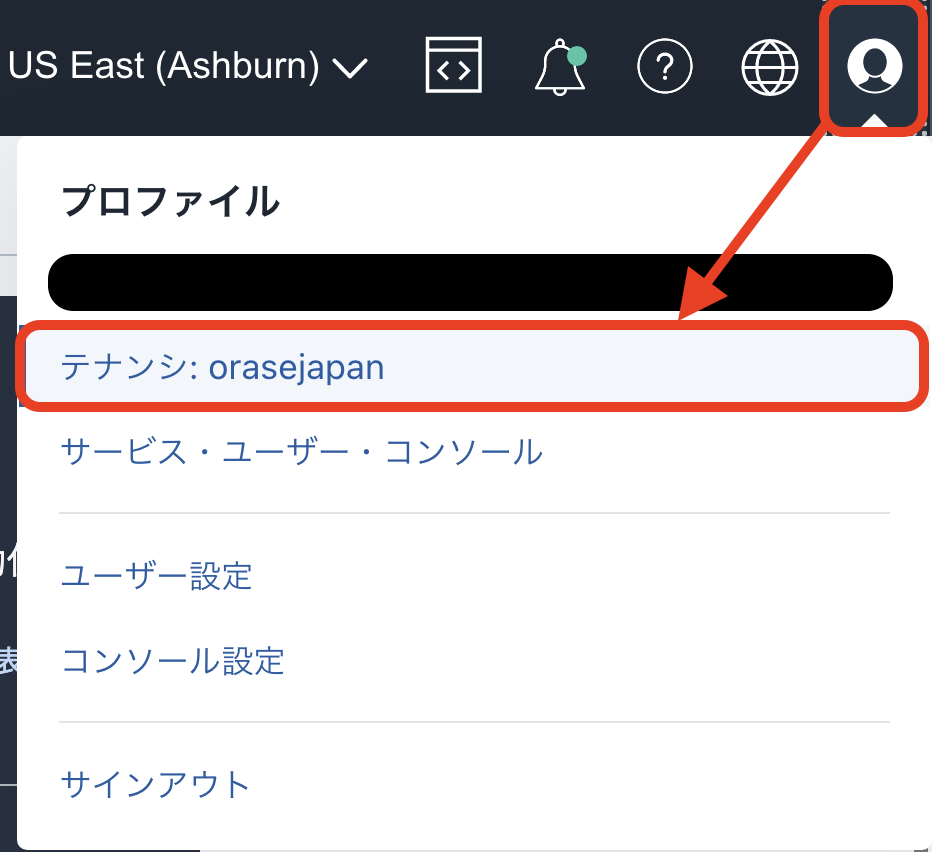 US East (Ashburn)
プロファイル
テナンシ: orasejapan
サービス・ユーザー・コンソール
ユーザー設定
コンソール設定
サインアウト
表